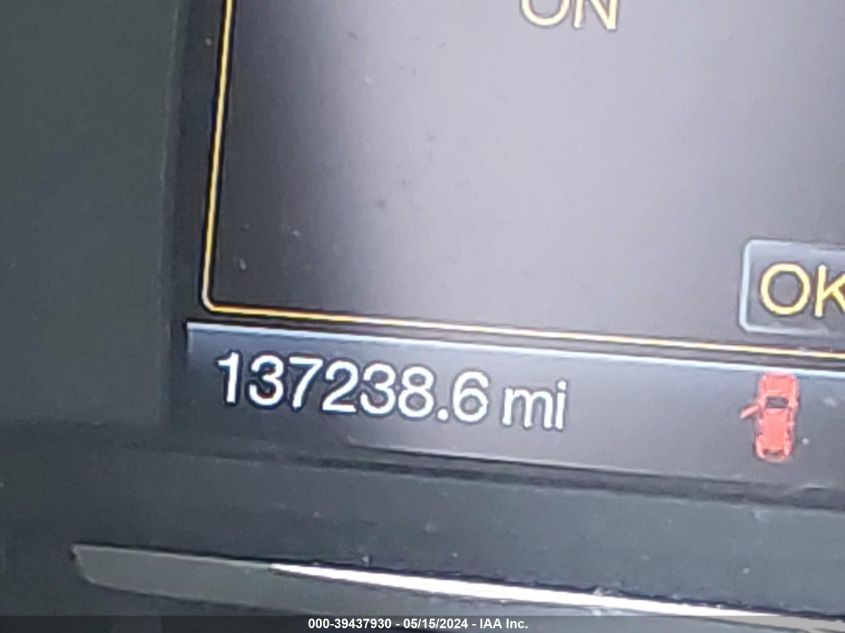 ON
OK
137238.6 mi
000-39437930 - 05/15/2024 - IAA Inc.